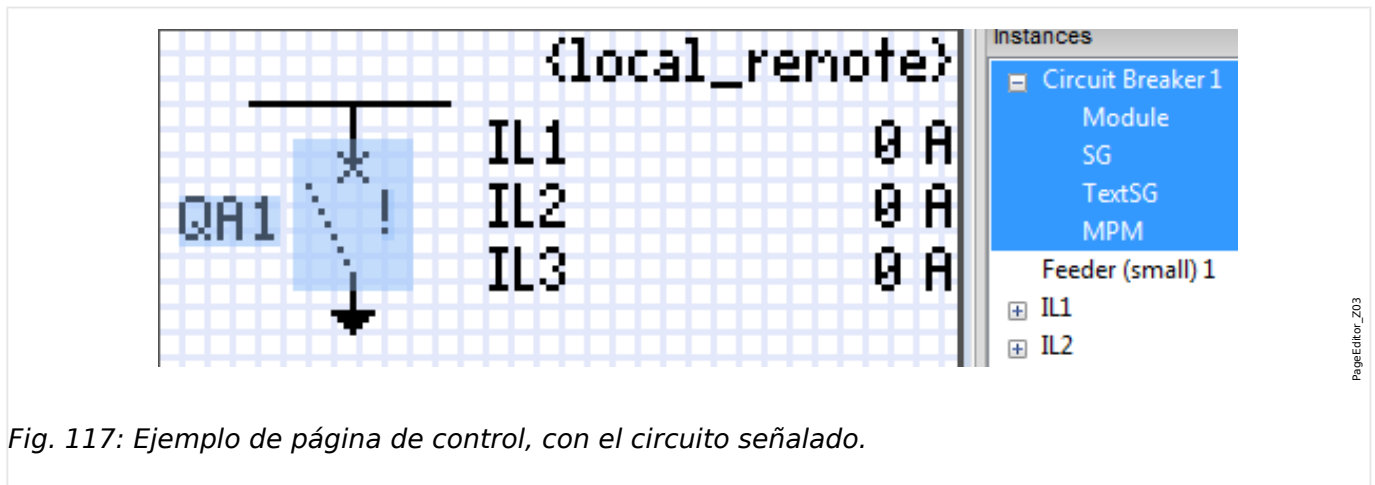 {local_remote}
IL1 0 A
QA1 ! IL2 0 A
IL3 0 A
Instances
Circuit Breaker 1
Module
SG
TextSG
MPM
Feeder (small) 1
IL1
IL2
PageEditor_Z03
Fig. 117: Ejemplo de página de control, con el circuito señalado.